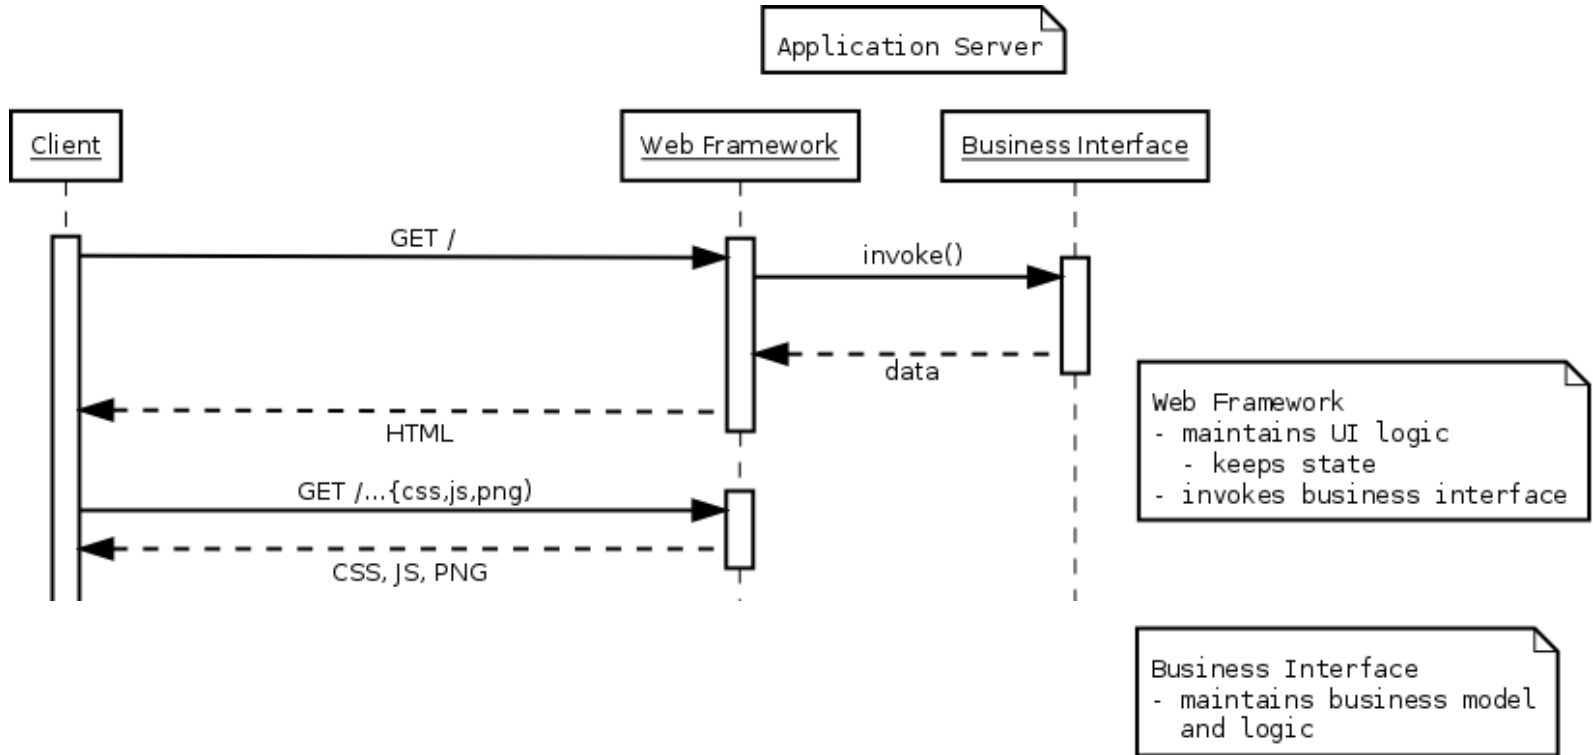 Application Server
Client
Web Framework
Business Interface
GET /
invoke()
data
HTML
GET /...{css,js,png)
CSS, JS, PNG
Web Framework
- maintains UI logic
- keeps state
- invokes business interface
Business Interface
- maintains business model
and logic